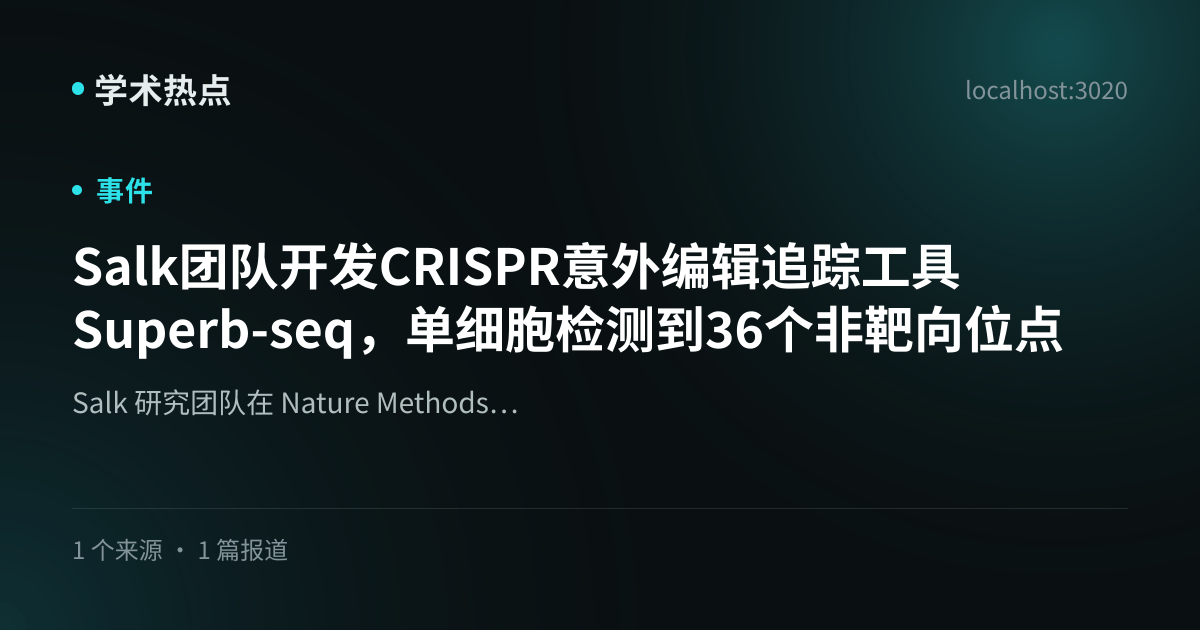 学术热点
localhost:3020
事件
Salk团队开发CRISPR意外编辑追踪工具
Superb-seq，单细胞检测到36个非靶向位点
Salk 研究团队在 Nature Methods…
1 个来源 · 1 篇报道